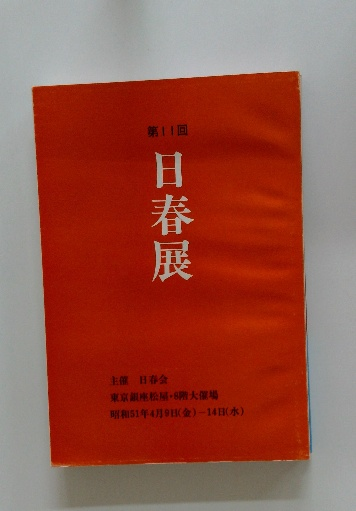 第11回
日春展
主催 日春会
東京銀座松屋・8階大催場
昭和51年4月9日(金)―14日(水)